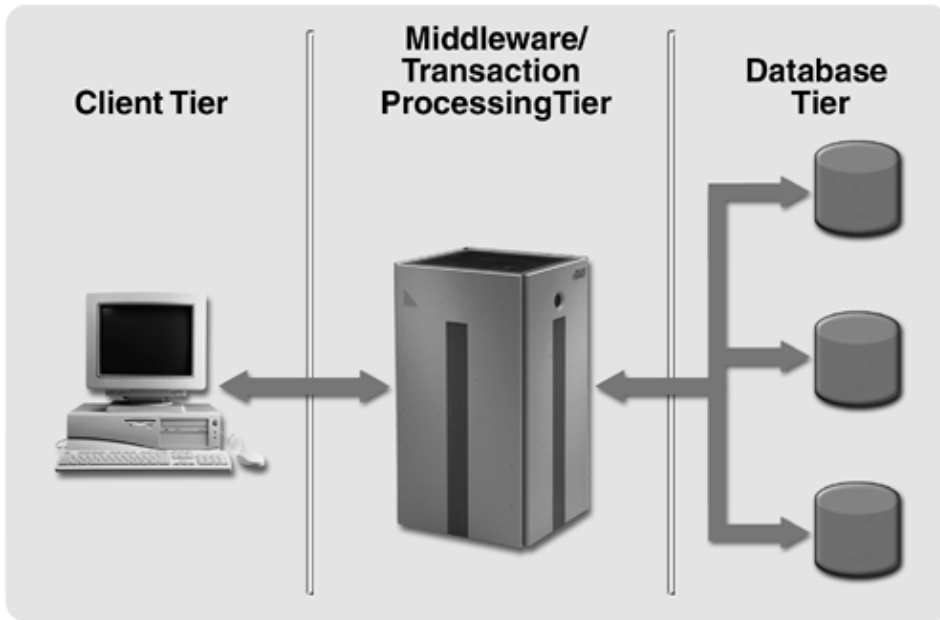 Client Tier
Middleware/
Transaction
ProcessingTier
Database
Tier